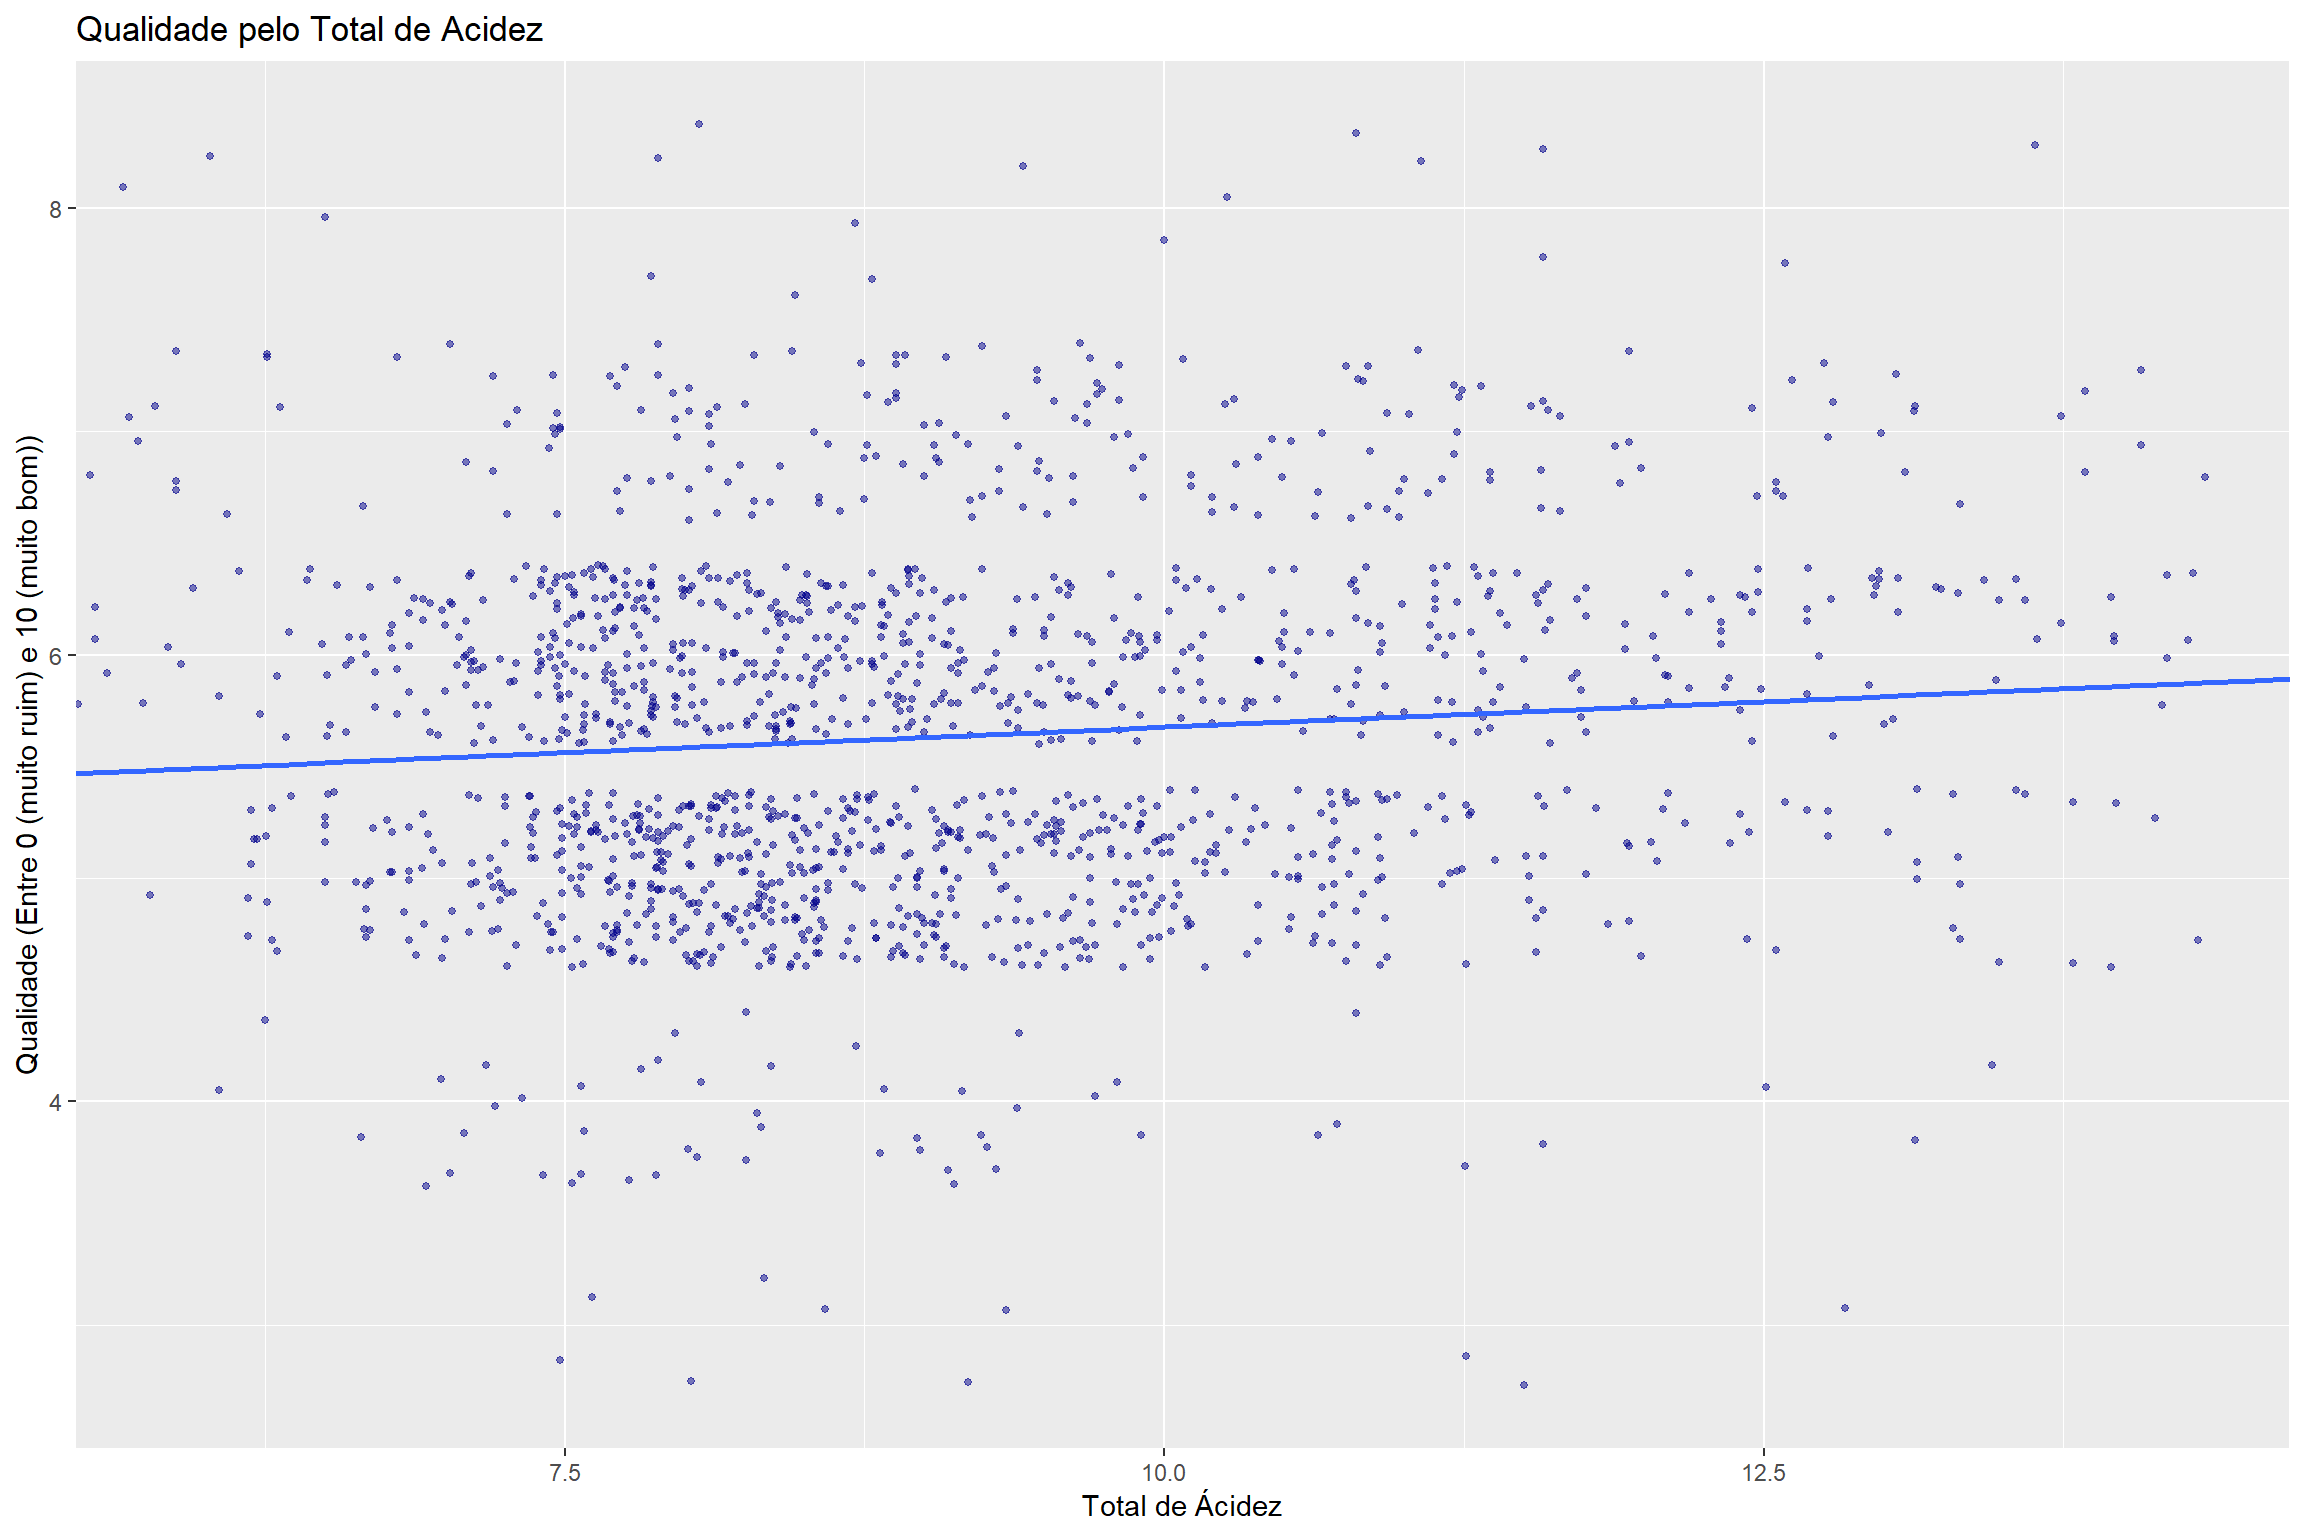 Qualidade pelo Total de Acidez
Qualidade (Entre 0 (muito ruim) e 10 (muito bom))
8
6
4
7.5
10.0
12.5
Total de Ácidez